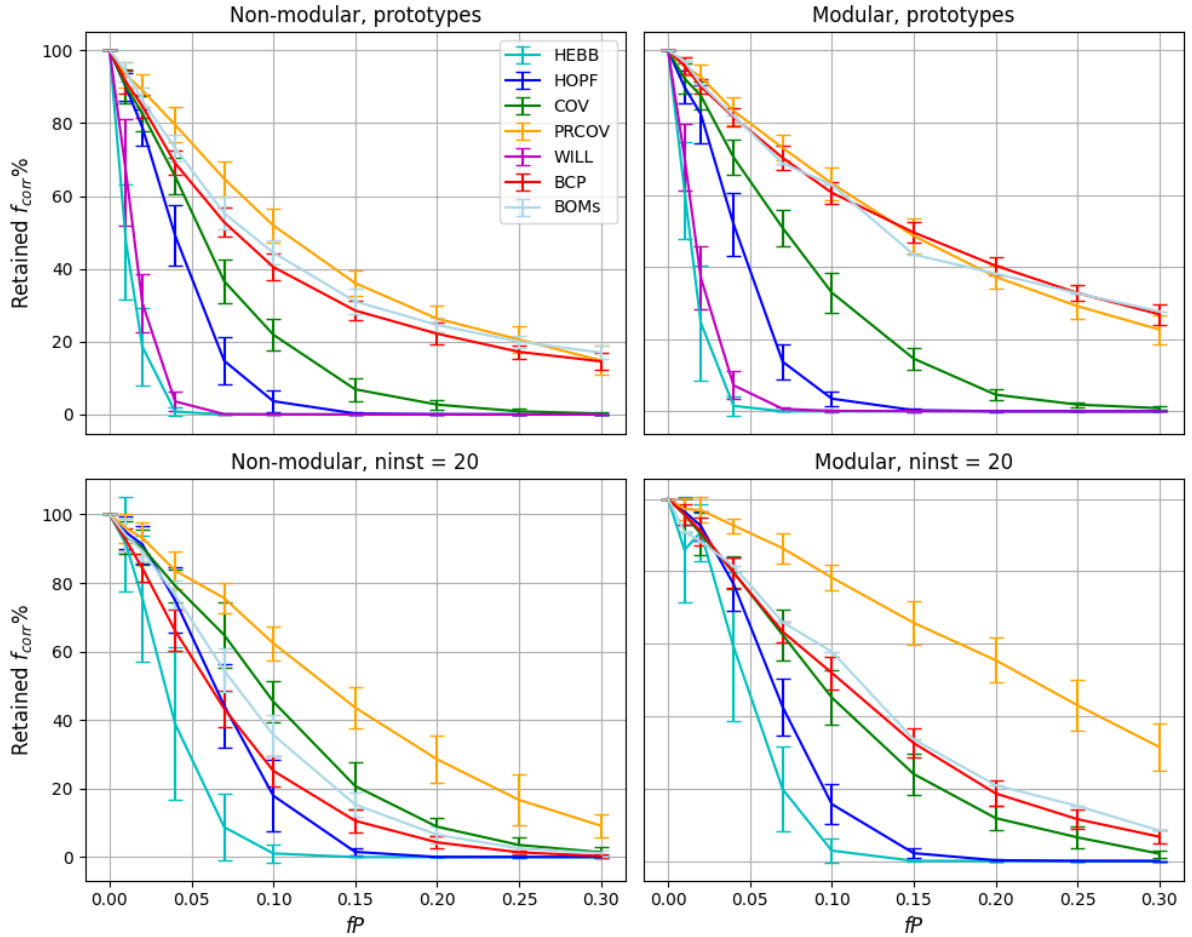 Non-modular, prototypes
Modular, prototypes
100
80
60
40
20
0
Retained f_corr%
HEBB
HOPF
COV
PRCOV
WILL
BCP
BOMs
Non-modular, ninst = 20
Modular, ninst = 20
100
80
60
40
20
0
Retained f_corr%
0.00 0.05 0.10 0.15 0.20 0.25 0.30
0.00 0.05 0.10 0.15 0.20 0.25 0.30
fP
fP